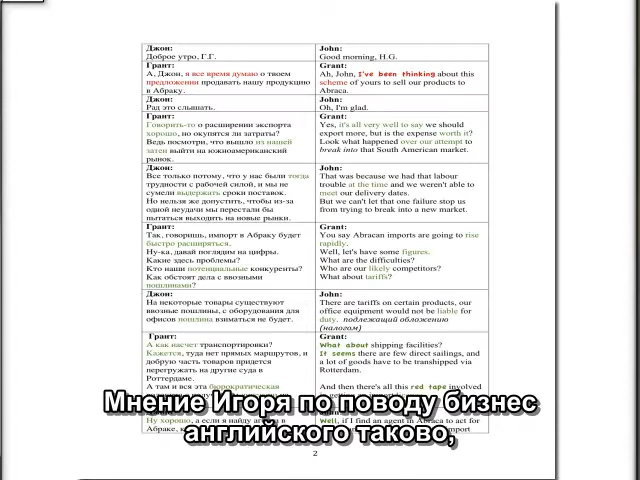 Джон:
Доброе утро, Г.Г.
John:
Good morning, H.G.
Грант:
А, Джон, я все время думаю о твоем
предложении продавать нашу продукцию
в Абраку.
Grant:
Ah, John, I've been thinking about this
scheme of yours to sell our products to
Abraca.
Джон:
Рад это слышать.
John:
Oh, I'm glad.
Грант:
Говорить-то о расширении экспорта
хорошо, но окупятся ли затраты?
Ведь посмотри, что вышло из нашей
затеи выйти на южноамериканский
рынок.
Grant:
Yes, it's all very well to say we should
export more, but is the expense worth it?
Look what happened over our attempt to
break into that South American market.
Джон:
Все только потому, что у нас были тогда
трудности с рабочей силой, и мы не
сумели выдержать сроки поставок.
Но нельзя же допустить, чтобы из-за
одной неудачи мы перестали бы
пытаться выходить на новые рынки.
John:
That was because we had that labour
trouble at the time and we weren't able to
meet our delivery dates.
But we can't let that one failure stop us
from trying to break into a new market.
Грант:
Так, говоришь, импорт в Абраку будет
быстро расширяться.
Ну-ка, давай поглядим на цифры.
Какие здесь проблемы?
Кто наши потенциальные конкуренты?
Как обстоят дела с ввозными
пошлинами?
Grant:
You say Abracan imports are going to rise
rapidly.
Well, let's have some figures.
What are the difficulties?
Who are our likely competitors?
What about tariffs?
Джон:
На некоторые товары существуют
ввозные пошлины, с оборудования для
офисов пошлина взиматься не будет.
John:
There are tariffs on certain products, our
office equipment would not be liable for
duty. подлежащий обложению
(налогом)
Грант:
А как насчет транспортировки?
Кажется, туда нет прямых маршрутов, и
добрую часть товаров придется
перегружать на другие суда в
Роттердаме.
А там и вся эта бюрократическая
Grant:
What about shipping facilities?
It seems there are few direct sailings, and
a lot of goods have to be transhipped via
Rotterdam.
And then there's all this red tape involved
Мнение Игоря по поводу бизнес
английского таково,
Ну хорошо, а если я найду
Well, if I find an agent in Abraca to act for
2